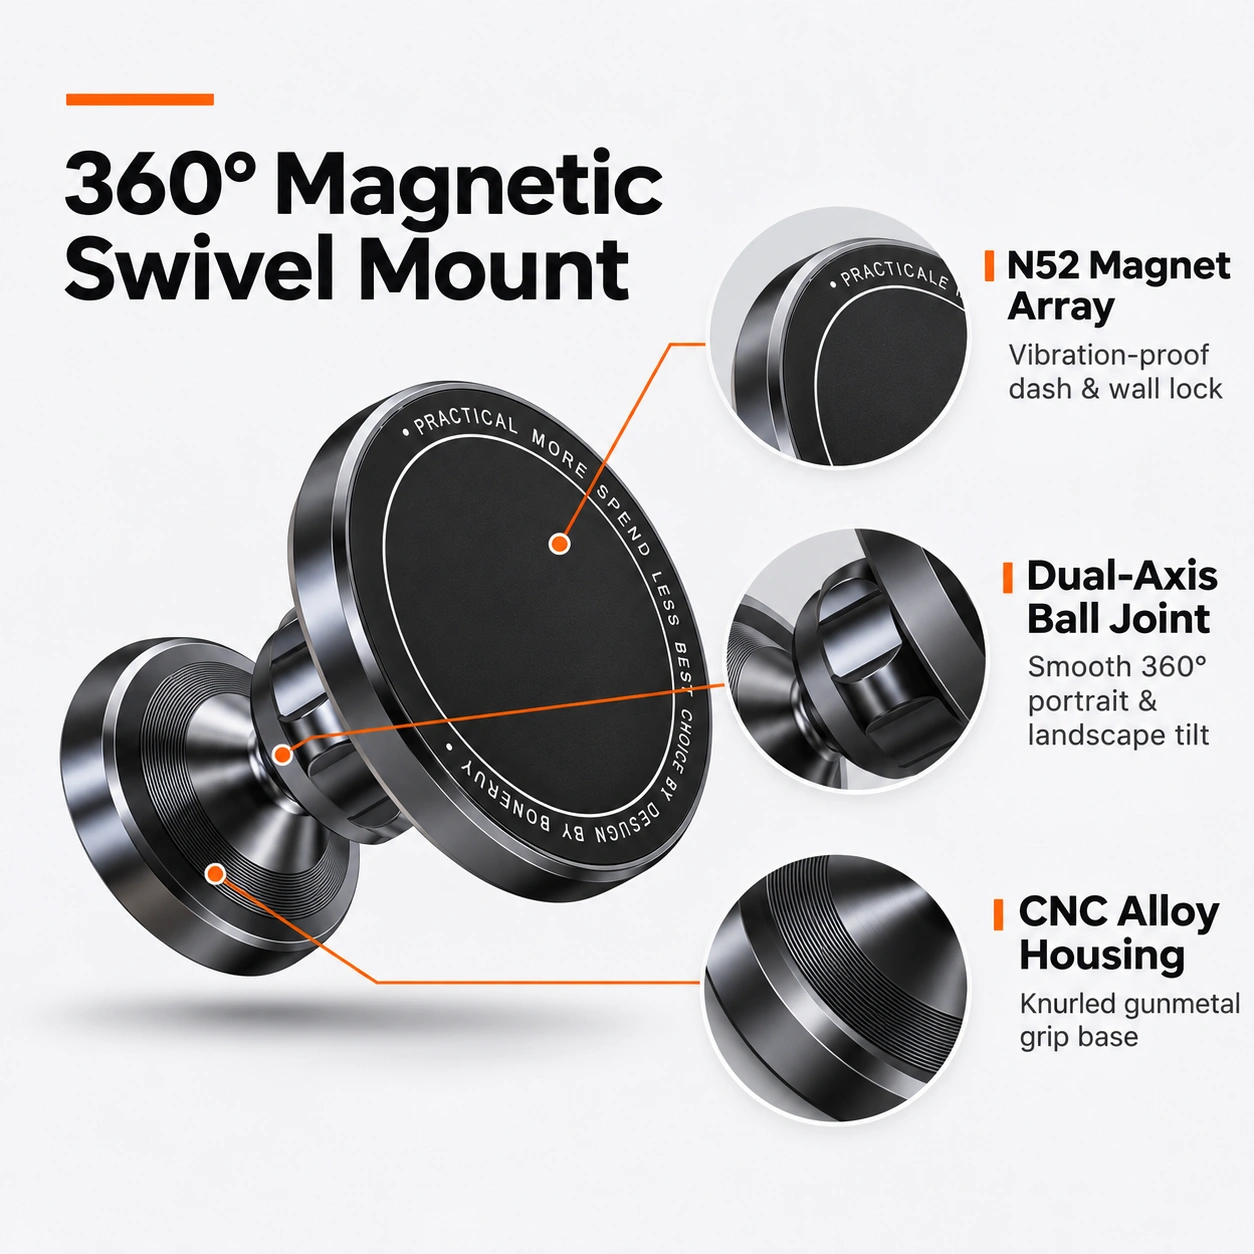 360° Magnetic
Swivel Mount
• PRACTICAL MORE SPEND LESS BEST CHOICE BY DESUGN BY BONERUY •
• PRACTICALE
N52 Magnet
Array
Vibration-proof
dash & wall lock
Dual-Axis
Ball Joint
Smooth 360°
portrait &
landscape tilt
CNC Alloy
Housing
Knurled gunmetal
grip base